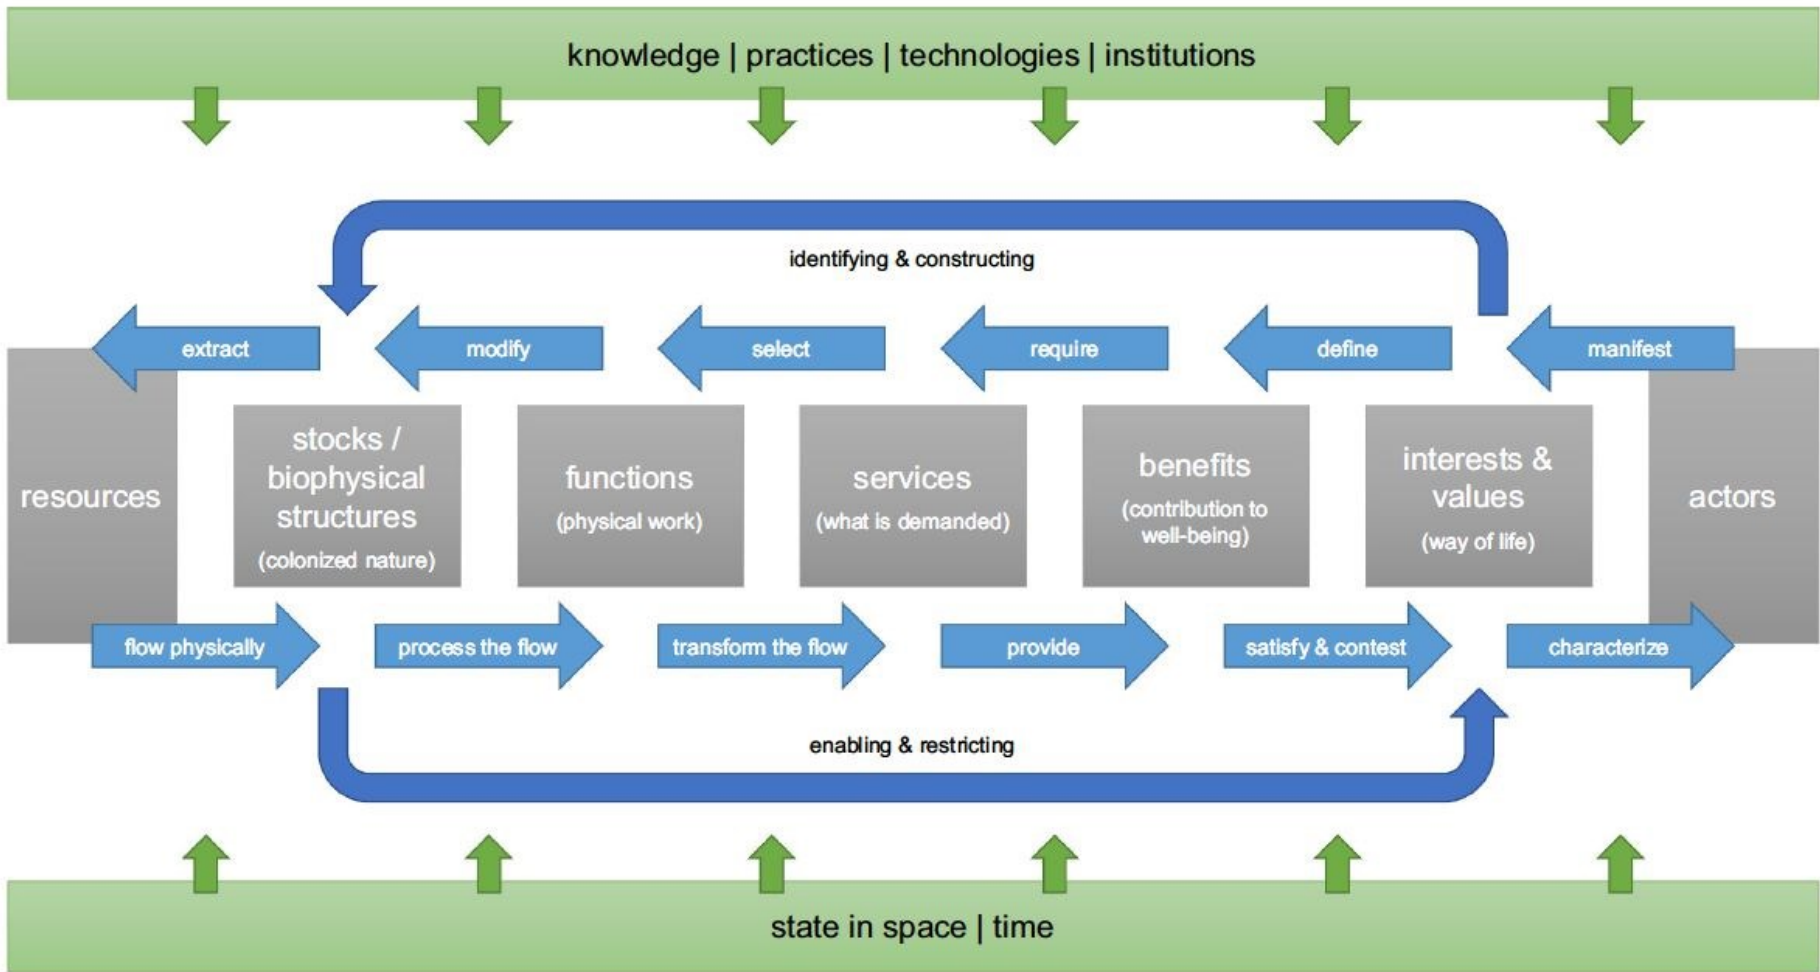 knowledge | practices | technologies | institutions
identifying & constructing
extract
modify
select
require
define
manifest
resources
stocks /
biophysical
structures
(colonized nature)
functions
(physical work)
services
(what is demanded)
benefits
(contribution to
well-being)
interests &
values
(way of life)
actors
flow physically
process the flow
transform the flow
provide
satisfy & contest
characterize
enabling & restricting
state in space | time